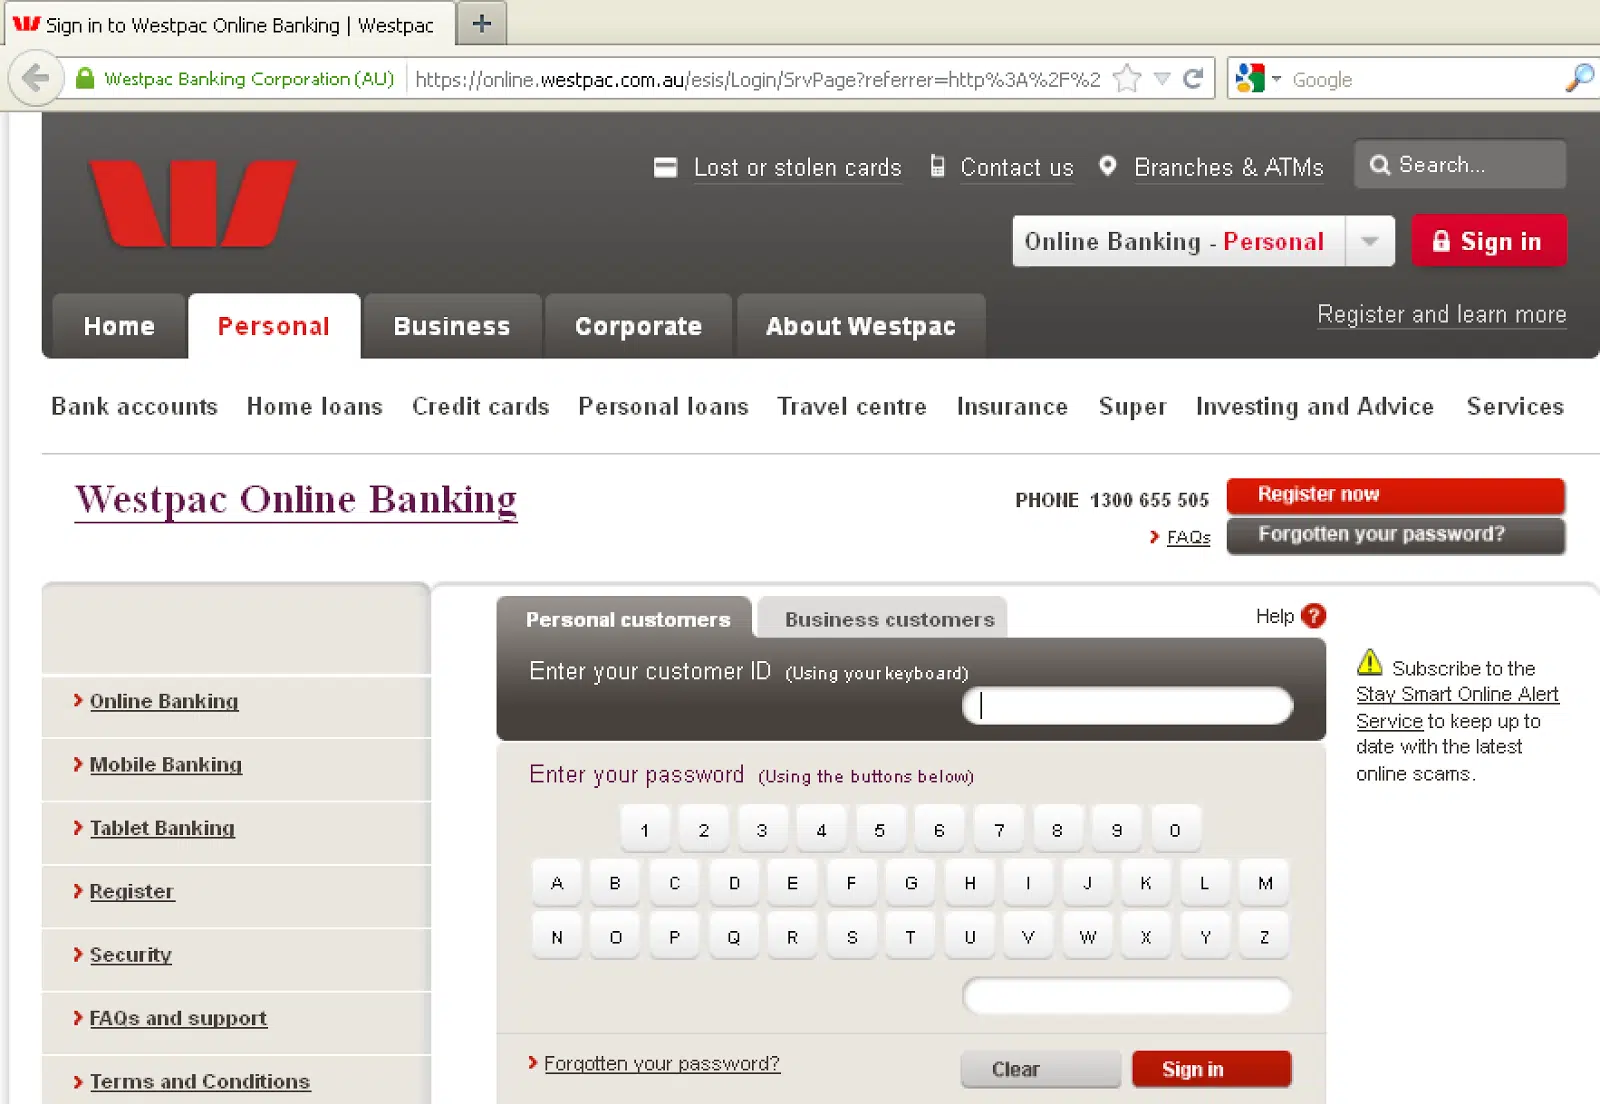 Sign in to Westpac Online Banking | Westpac
Westpac Banking Corporation (AU) https://online.westpac.com.au/esis/Login/SrvPage?referrer=http%3A%2F%2 Google
Lost or stolen cards Contact us Branches & ATMs Search...
Online Banking - Personal Sign in
Home Personal Business Corporate About Westpac Register and learn more
Bank accounts Home loans Credit cards Personal loans Travel centre Insurance Super Investing and Advice Services
Westpac Online Banking
PHONE 1300 655 505 Register now
FAQs Forgotten your password?
Personal customers Business customers Help ?
Enter your customer ID (Using your keyboard)
Enter your password (Using the buttons below)
1 2 3 4 5 6 7 8 9 0
A B C D E F G H I J K L M
N O P Q R S T U V W X Y Z
Forgotten your password? Clear Sign in
Online Banking
Mobile Banking
Tablet Banking
Register
Security
FAQs and support
Terms and Conditions
Subscribe to the
Stay Smart Online Alert
Service to keep up to
date with the latest
online scams.